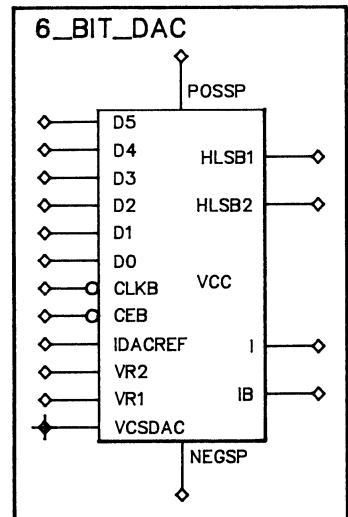 6_BIT_DAC
POSSP
D5
D4
HLSB1
D3
D2
HLSB2
D1
D0
VCC
CLKB
CEB
IDACREF
I
VR2
IB
VR1
VCSDAC
NEGSP